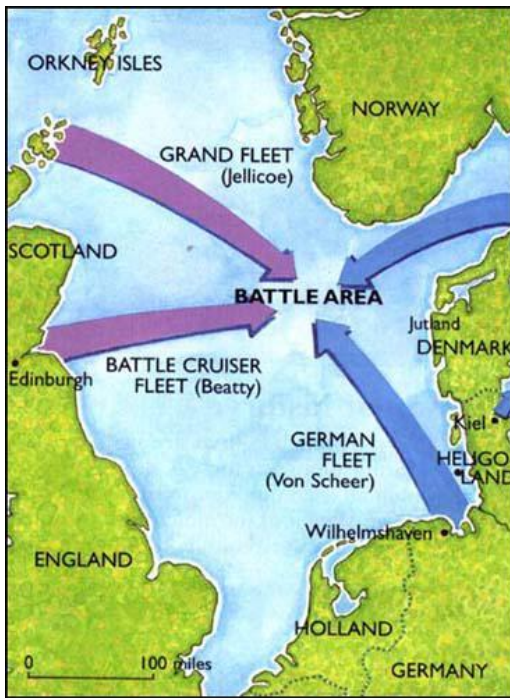 ORKNEY ISLES
NORWAY
GRAND FLEET
(Jellicoe)
SCOTLAND
BATTLE AREA
Jutland
DENMARK
Edinburgh
BATTLE CRUISER
FLEET (Beatty)
Kiel
GERMAN
FLEET
(Von Scheer)
HELIGO
LAND
Wilhelmshaven
ENGLAND
HOLLAND
0 100 miles
GERMANY